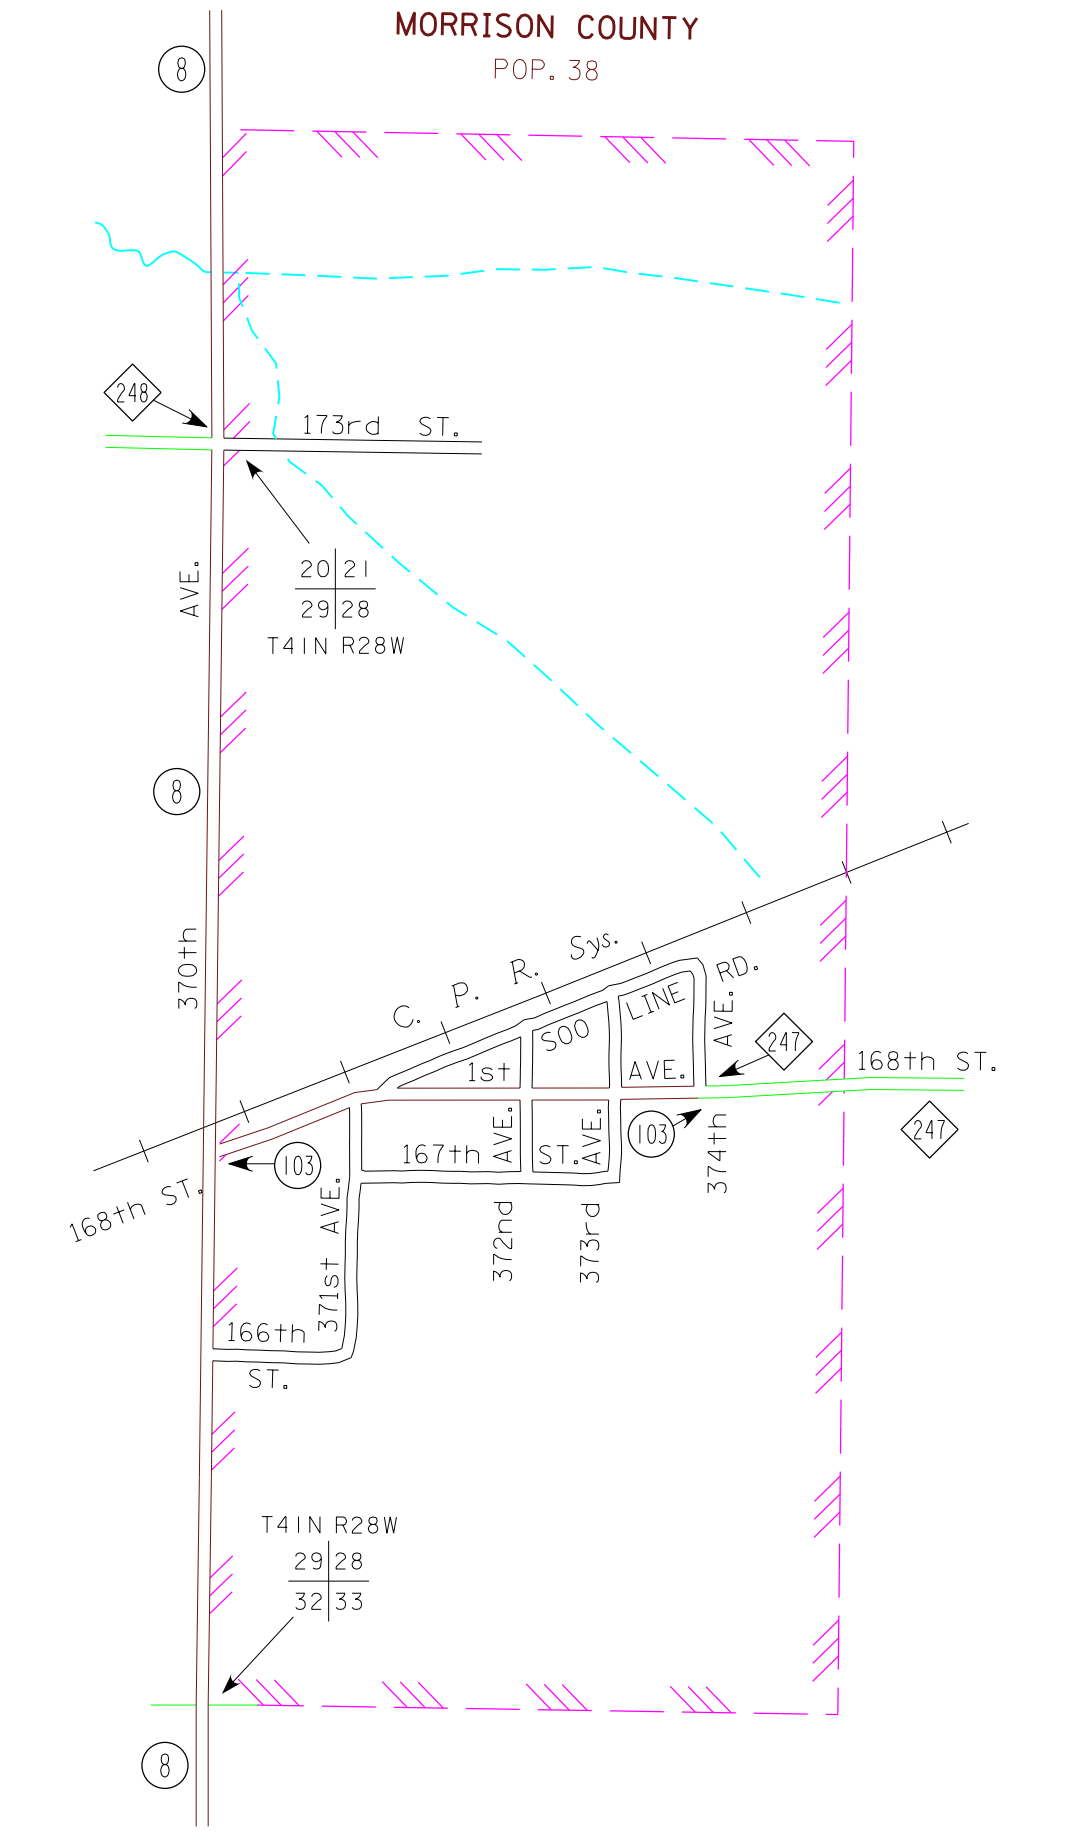 MORRISON COUNTY
POP. 38
8
248
173rd ST.
20 21
29 28
T41N R28W
AVE.
8
370th
C. P. R. Sys.
SOO LINE
AVE. RD.
1st AVE.
247
168th ST.
247
103
374th
167th ST.
AVE.
AVE.
103
168th ST.
371st AVE.
372nd
373rd
166th
ST.
T41N R28W
29 28
32 33
8